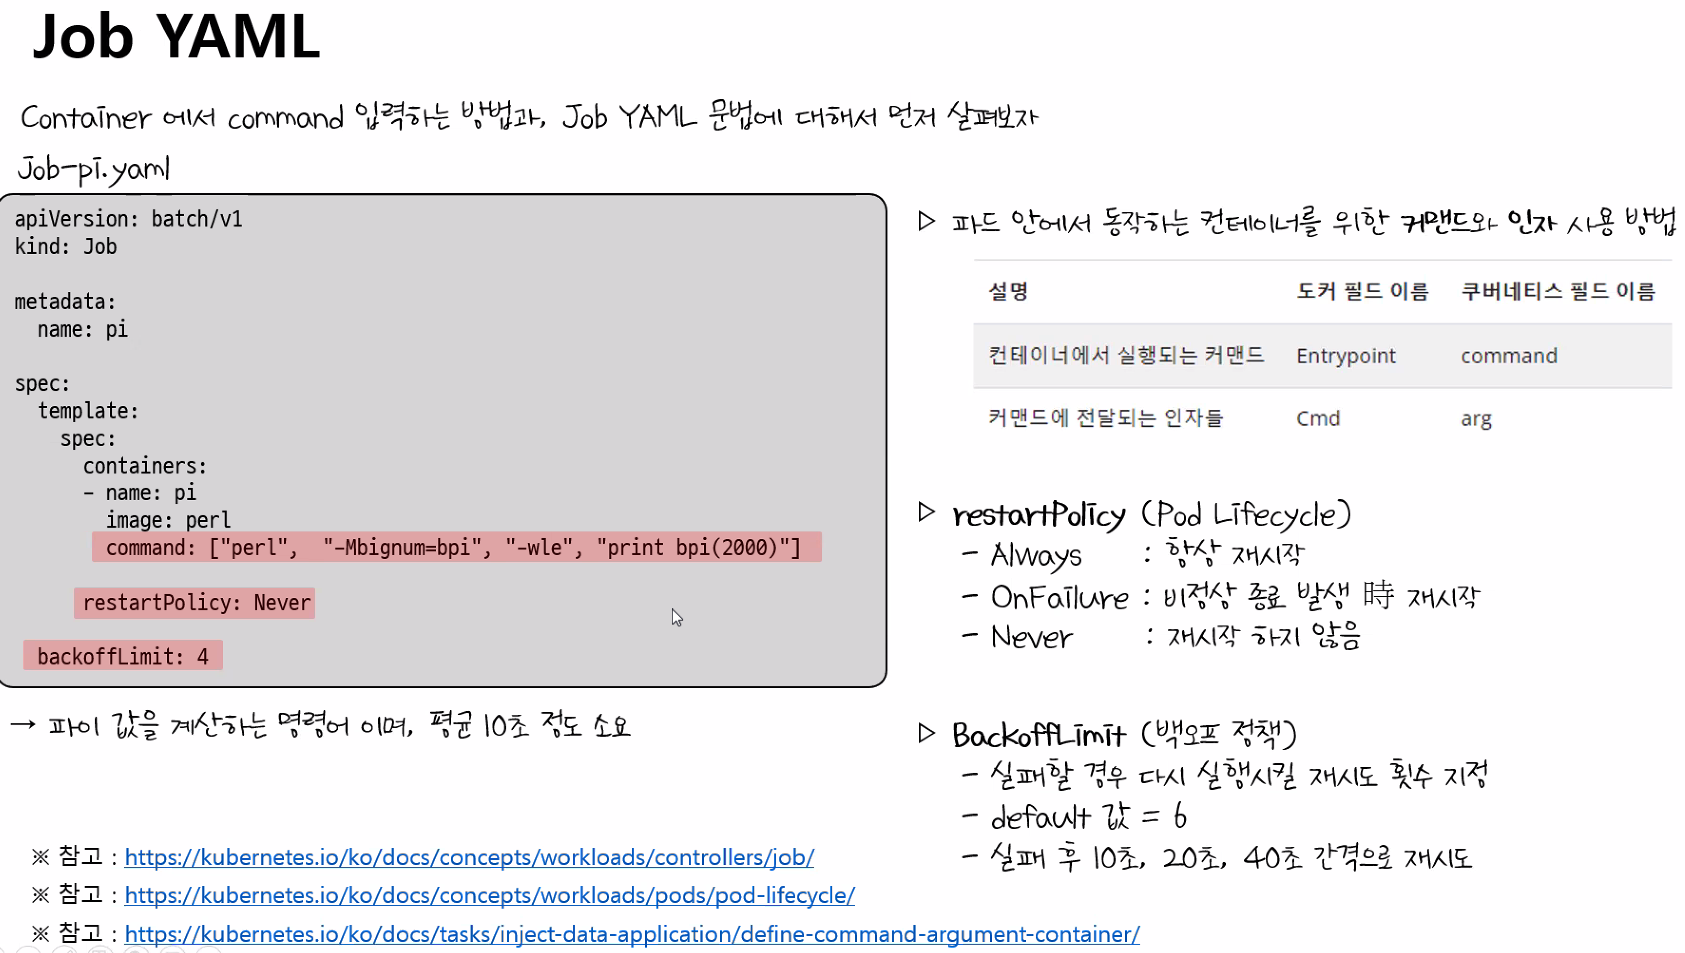 Job YAML
Container 에서 command 입력하는 방법과, Job YAML 문법에 대해서 먼저 살펴보자
Job-pi.yaml
apiVersion: batch/v1
kind: Job
metadata:
name: pi
spec:
template:
spec:
containers:
- name: pi
image: perl
command: ["perl", "-Mbignum=bpi", "-wle", "print bpi(2000)"]
restartPolicy: Never
backoffLimit: 4
→ 파이 값을 계산하는 명령어 이며, 평균 10초 정도 소요
※ 참고 : https://kubernetes.io/ko/docs/concepts/workloads/controllers/job/
※ 참고 : https://kubernetes.io/ko/docs/concepts/workloads/pods/pod-lifecycle/
※ 참고 : https://kubernetes.io/ko/docs/tasks/inject-data-application/define-command-argument-container/
▷ 파드 안에서 동작하는 컨테이너를 위한 커맨드와 인자 사용 방법
설명 도커 필드 이름 쿠버네티스 필드 이름
컨테이너에서 실행되는 커맨드 Entrypoint command
커맨드에 전달되는 인자들 Cmd arg
▷ restartPolicy (Pod Lifecycle)
- Always : 항상 재시작
- OnFailure : 비정상 종료 발생 時 재시작
- Never : 재시작 하지 않음
▷ BackoffLimit (백오프 정책)
- 실패할 경우 다시 실행시킬 재시도 횟수 지정
- default 값 = 6
- 실패 후 10초, 20초, 40초 간격으로 재시도